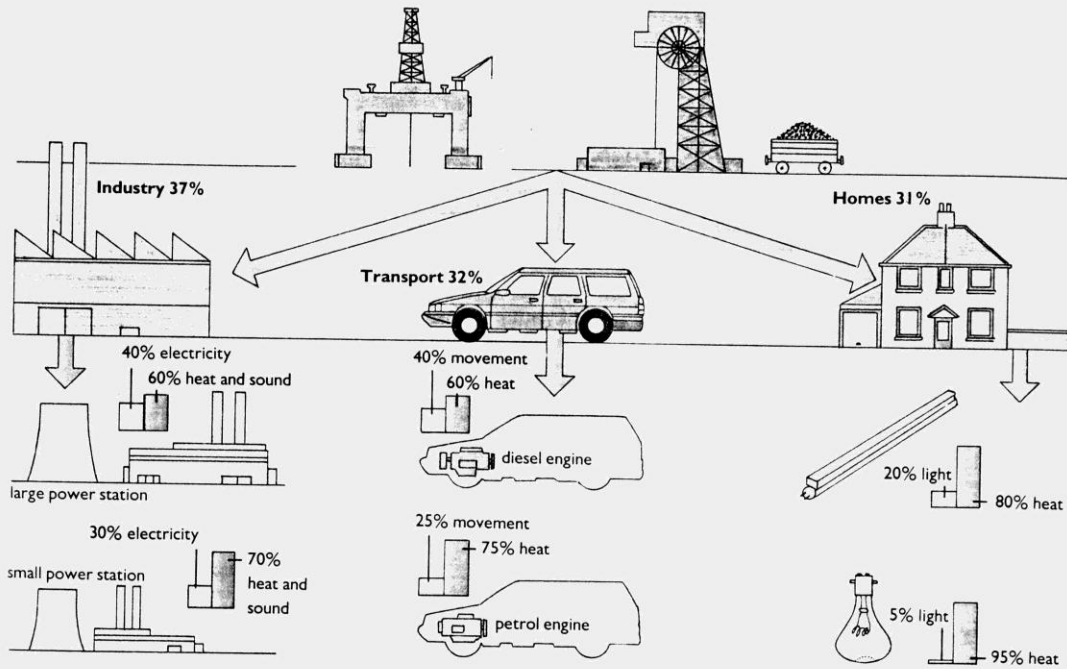 Industry 37%
Homes 31%
Transport 32%
40% electricity
60% heat and sound
large power station
30% electricity
70%
heat and
sound
small power station
40% movement
60% heat
diesel engine
25% movement
75% heat
petrol engine
20% light
80% heat
5% light
95% heat